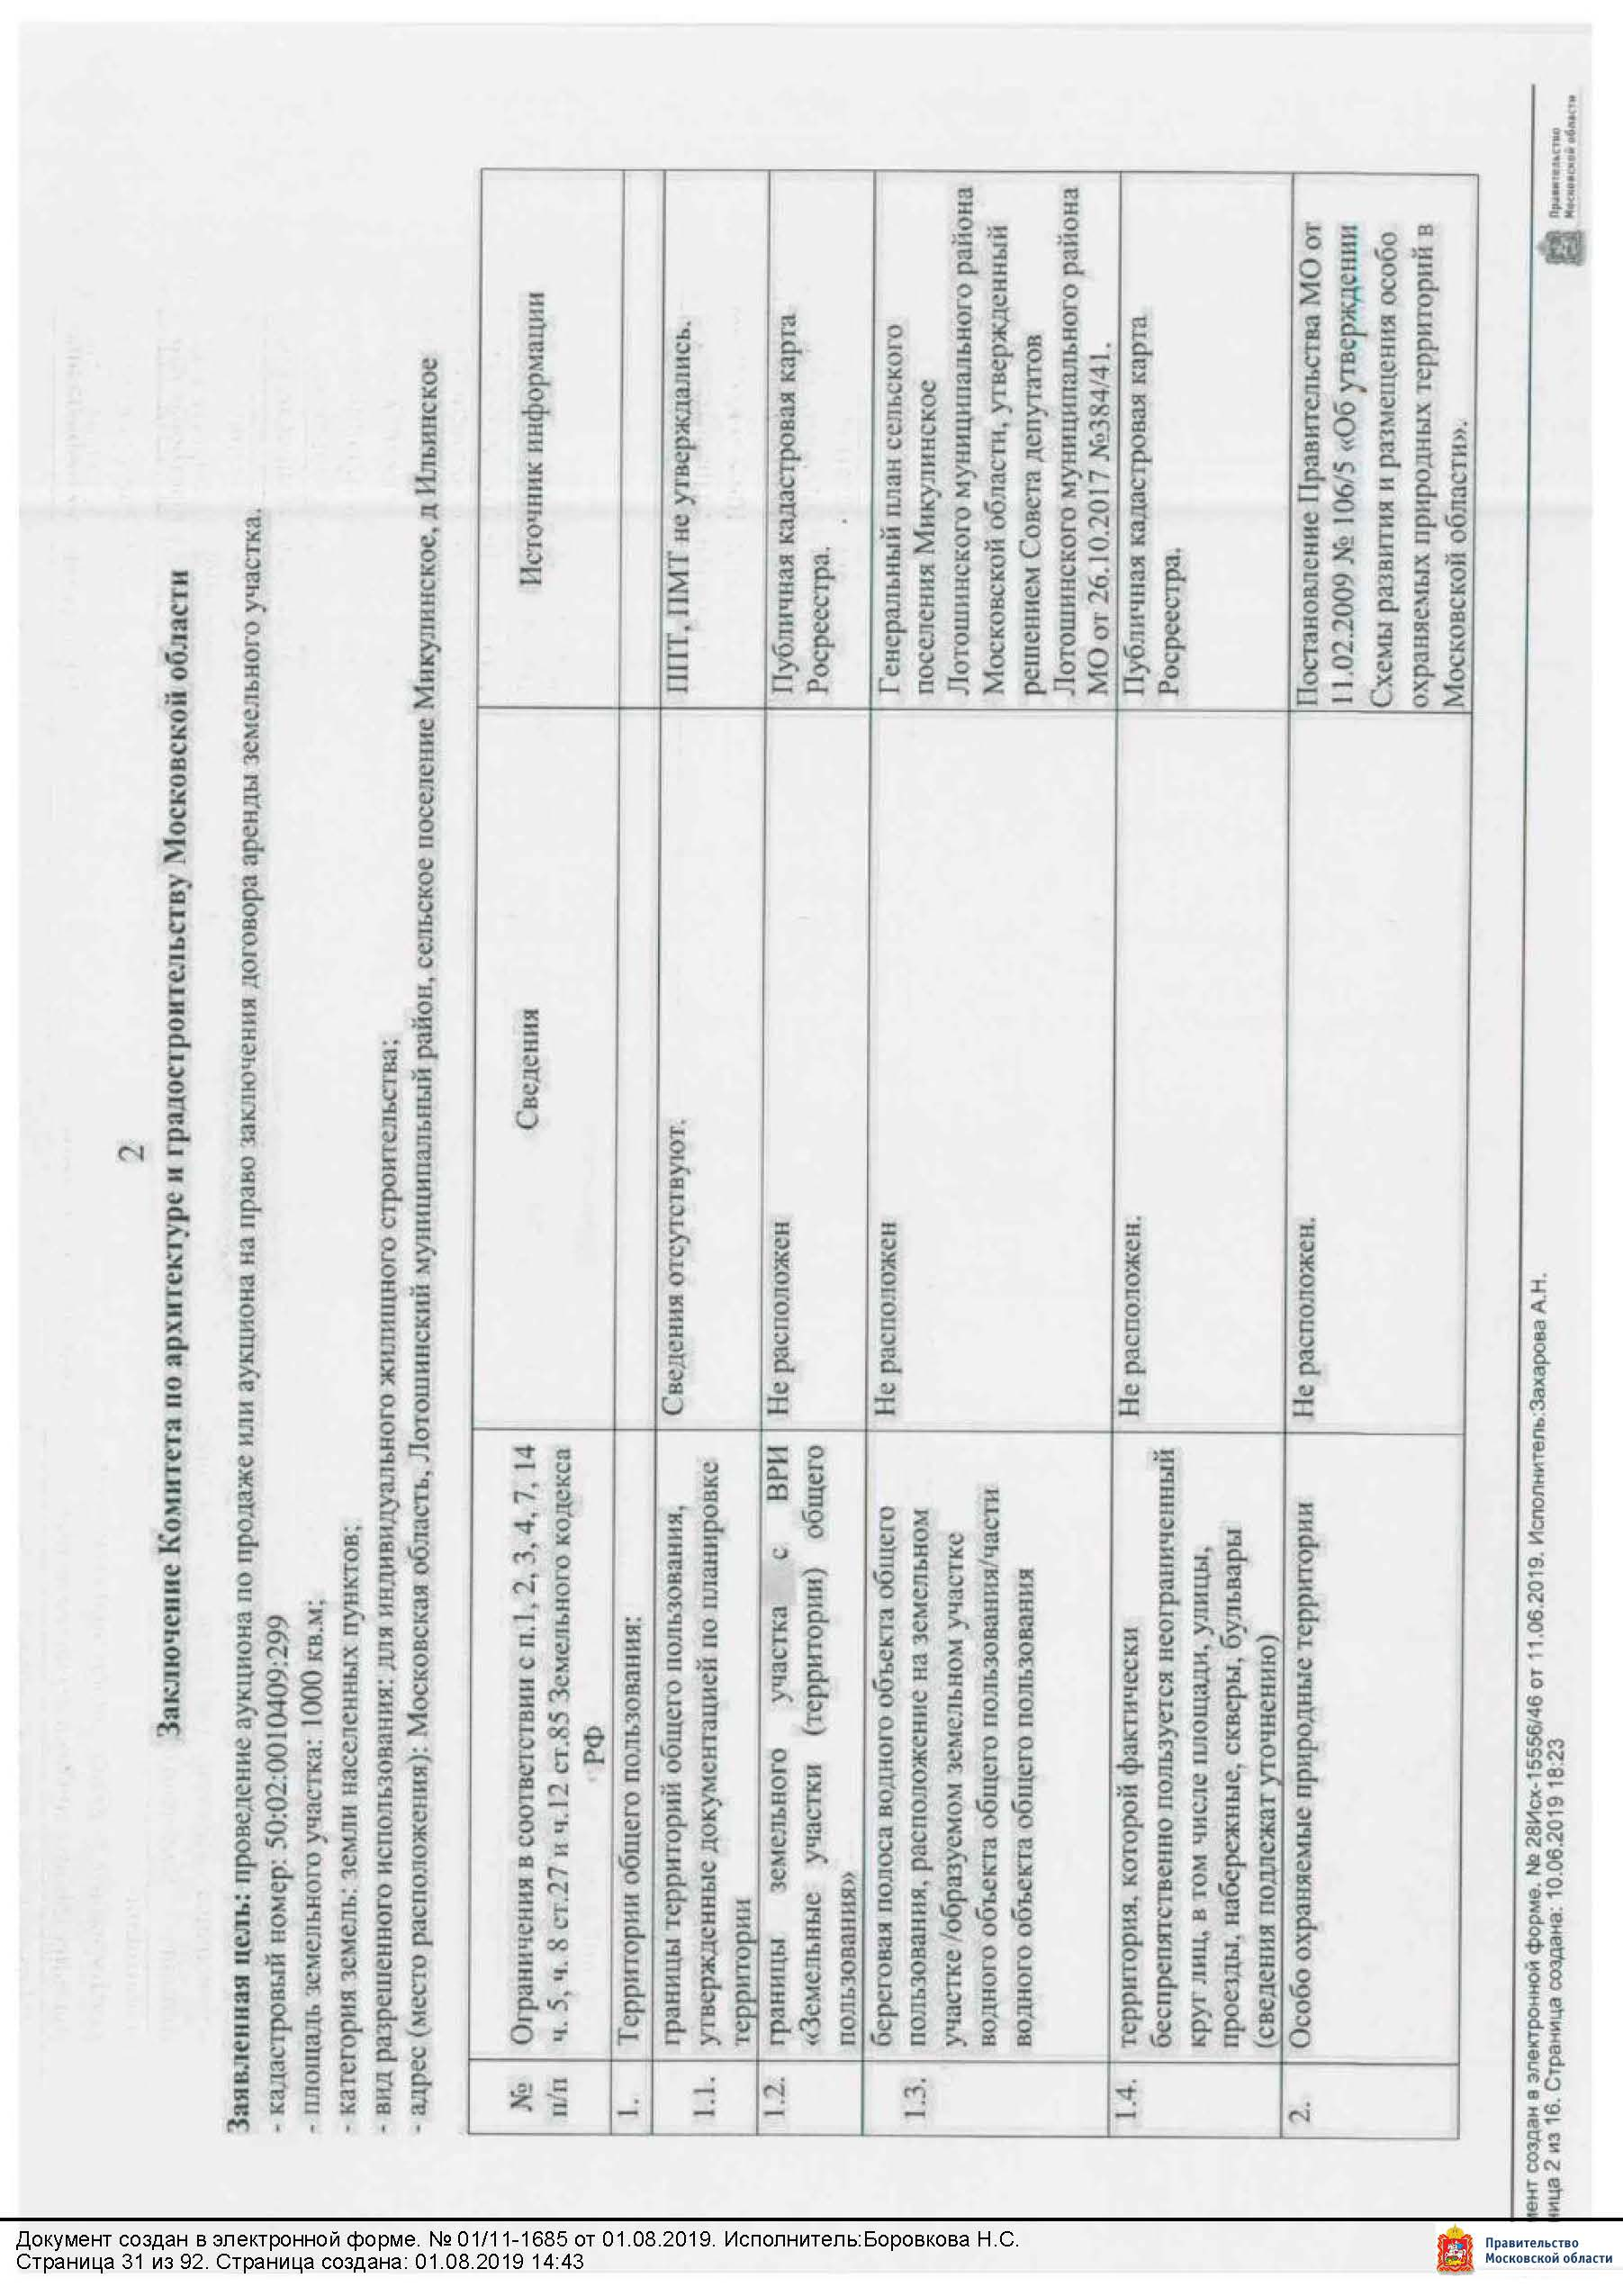 2
Заключение Комитета по архитектуре и градостроительству Московской области
Заявленная цель: проведение аукциона по продаже или аукциона на право заключения договора аренды земельного участка.
- кадастровый номер: 50:02:0010409:299
- площадь земельного участка: 1000 кв.м;
- категория земель: земли населенных пунктов;
- вид разрешенного использования: для индивидуального жилищного строительства;
- адрес (место расположения): Московская область, Лотошинский муниципальный район, сельское поселение Микулинское, д Ильинское
№
п/п
Ограничения в соответствии с п.1, 2, 3, 4, 7, 14
ч. 5, ч. 8 ст.27 и ч.12 ст.85 Земельного кодекса
РФ
Сведения
Источник информации
1.
Территории общего пользования:
1.1.
границы территорий общего пользования,
утвержденные документацией по планировке
территории
Сведения отсутствуют.
ППТ, ПМТ не утверждались.
1.2.
границы земельного участка с ВРИ
«Земельные участки (территории) общего
пользования»
Не расположен
Публичная кадастровая карта
Росреестра.
1.3.
береговая полоса водного объекта общего
пользования, расположение на земельном
участке /образуемом земельном участке
водного объекта общего пользования/части
водного объекта общего пользования
Не расположен
Генеральный план сельского
поселения Микулинское
Лотошинского муниципального района
Московской области, утвержденный
решением Совета депутатов
Лотошинского муниципального района
МО от 26.10.2017 №384/41.
1.4.
территория, которой фактически
беспрепятственно пользуется неограниченный
круг лиц, в том числе площади, улицы,
проезды, набережные, скверы, бульвары
(сведения подлежат уточнению)
Не расположен.
Публичная кадастровая карта
Росреестра.
2.
Особо охраняемые природные территории
Не расположен.
Постановление Правительства МО от
11.02.2009 № 106/5 «Об утверждении
Схемы развития и размещения особо
охраняемых природных территорий в
Московской области».
мент создан в электронной форме. № 28Исх-15556/46 от 11.06.2019. Исполнитель:Захарова А.Н.
ница 2 из 16. Страница создана: 10.06.2019 18:23
Правительство
Московской области
Документ создан в электронной форме. № 01/11-1685 от 01.08.2019. Исполнитель:Боровкова Н.С.
Страница 31 из 92. Страница создана: 01.08.2019 14:43
Правительство
Московской области